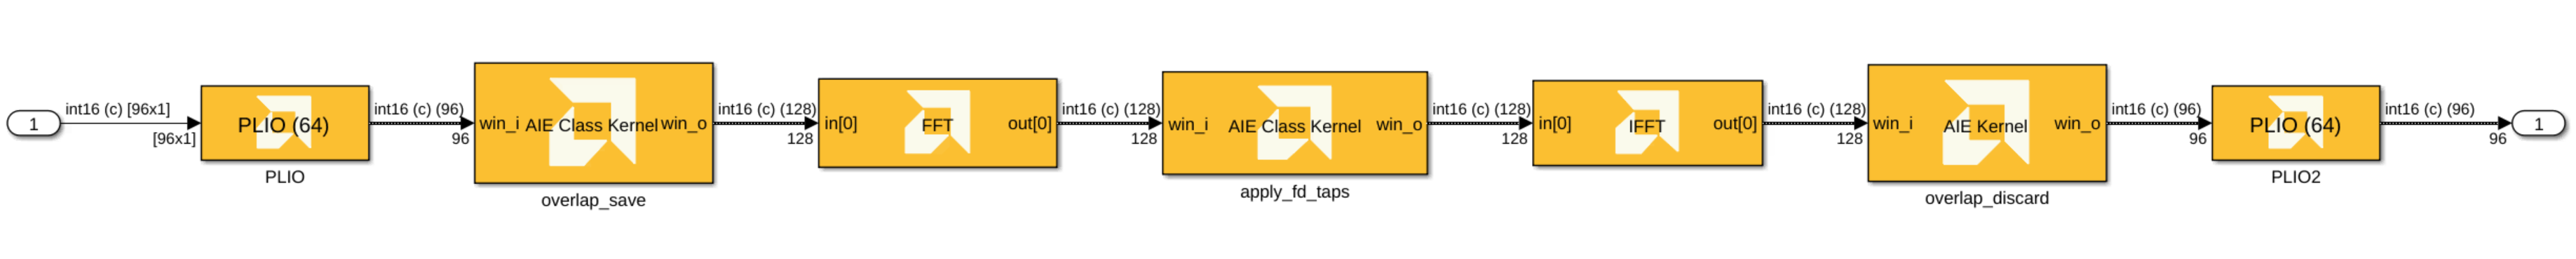 1
int16 (c) [96x1]
[96x1]
PLIO (64)
PLIO
int16 (c) (96)
96
win_i AIE Class Kernel win_o
overlap_save
int16 (c) (128)
128
in[0] FFT out[0]
int16 (c) (128)
128
win_i AIE Class Kernel win_o
apply_fd_taps
int16 (c) (128)
128
in[0] IFFT out[0]
int16 (c) (128)
128
win_i AIE Kernel win_o
overlap_discard
int16 (c) (96)
96
PLIO (64)
PLIO2
int16 (c) (96)
96
1